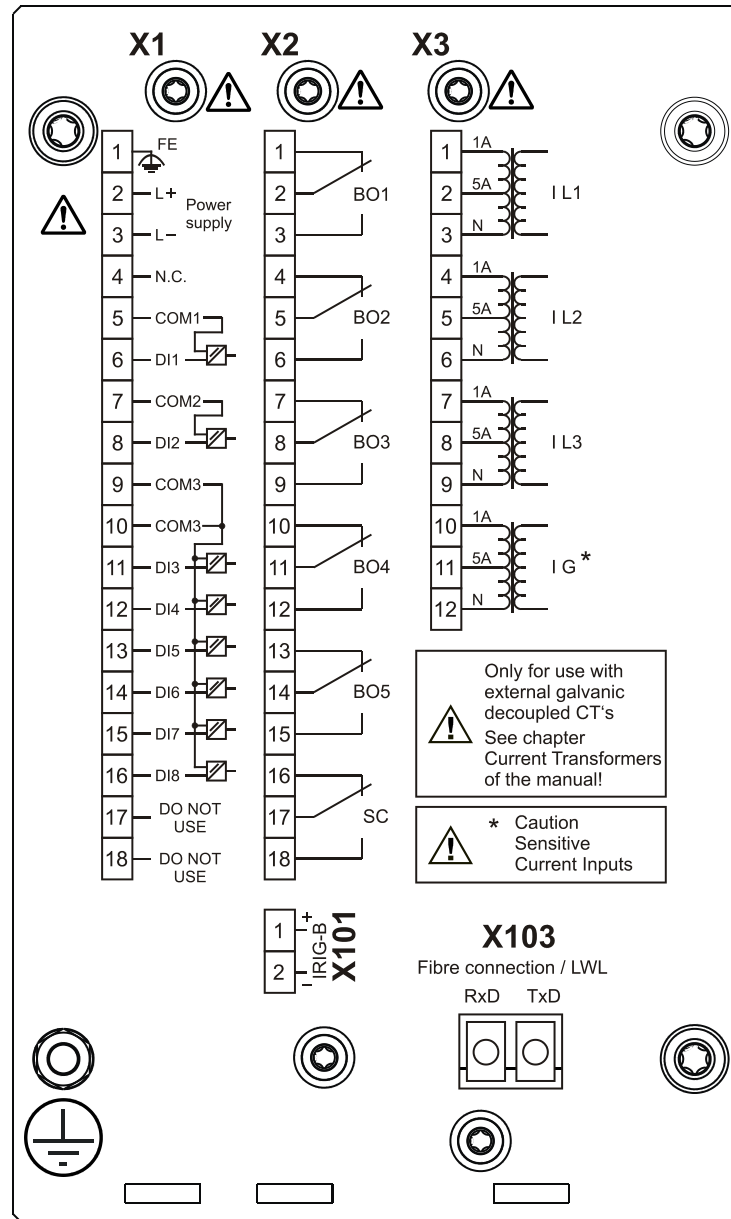 X1
X2
X3
1 FE
2 L+
Power
supply
3 L−
4 N.C.
5 COM1
6 DI1
7 COM2
8 DI2
9 COM3
10 COM3
11 DI3
12 DI4
13 DI5
14 DI6
15 DI7
16 DI8
17 DO NOT
USE
18 DO NOT
USE
1
2 BO1
3
4
5 BO2
6
7
8 BO3
9
10
11 BO4
12
13
14 BO5
15
16
17 SC
18
1 1A
2 5A I L1
3 N
4 1A
5 5A I L2
6 N
7 1A
8 5A I L3
9 N
10 1A
11 5A I G *
12 N
Only for use with
external galvanic
decoupled CT's
See chapter
Current Transformers
of the manual!
* Caution
Sensitive
Current Inputs
1 +
2 −
IRIG-B
X101
X103
Fibre connection / LWL
RxD TxD